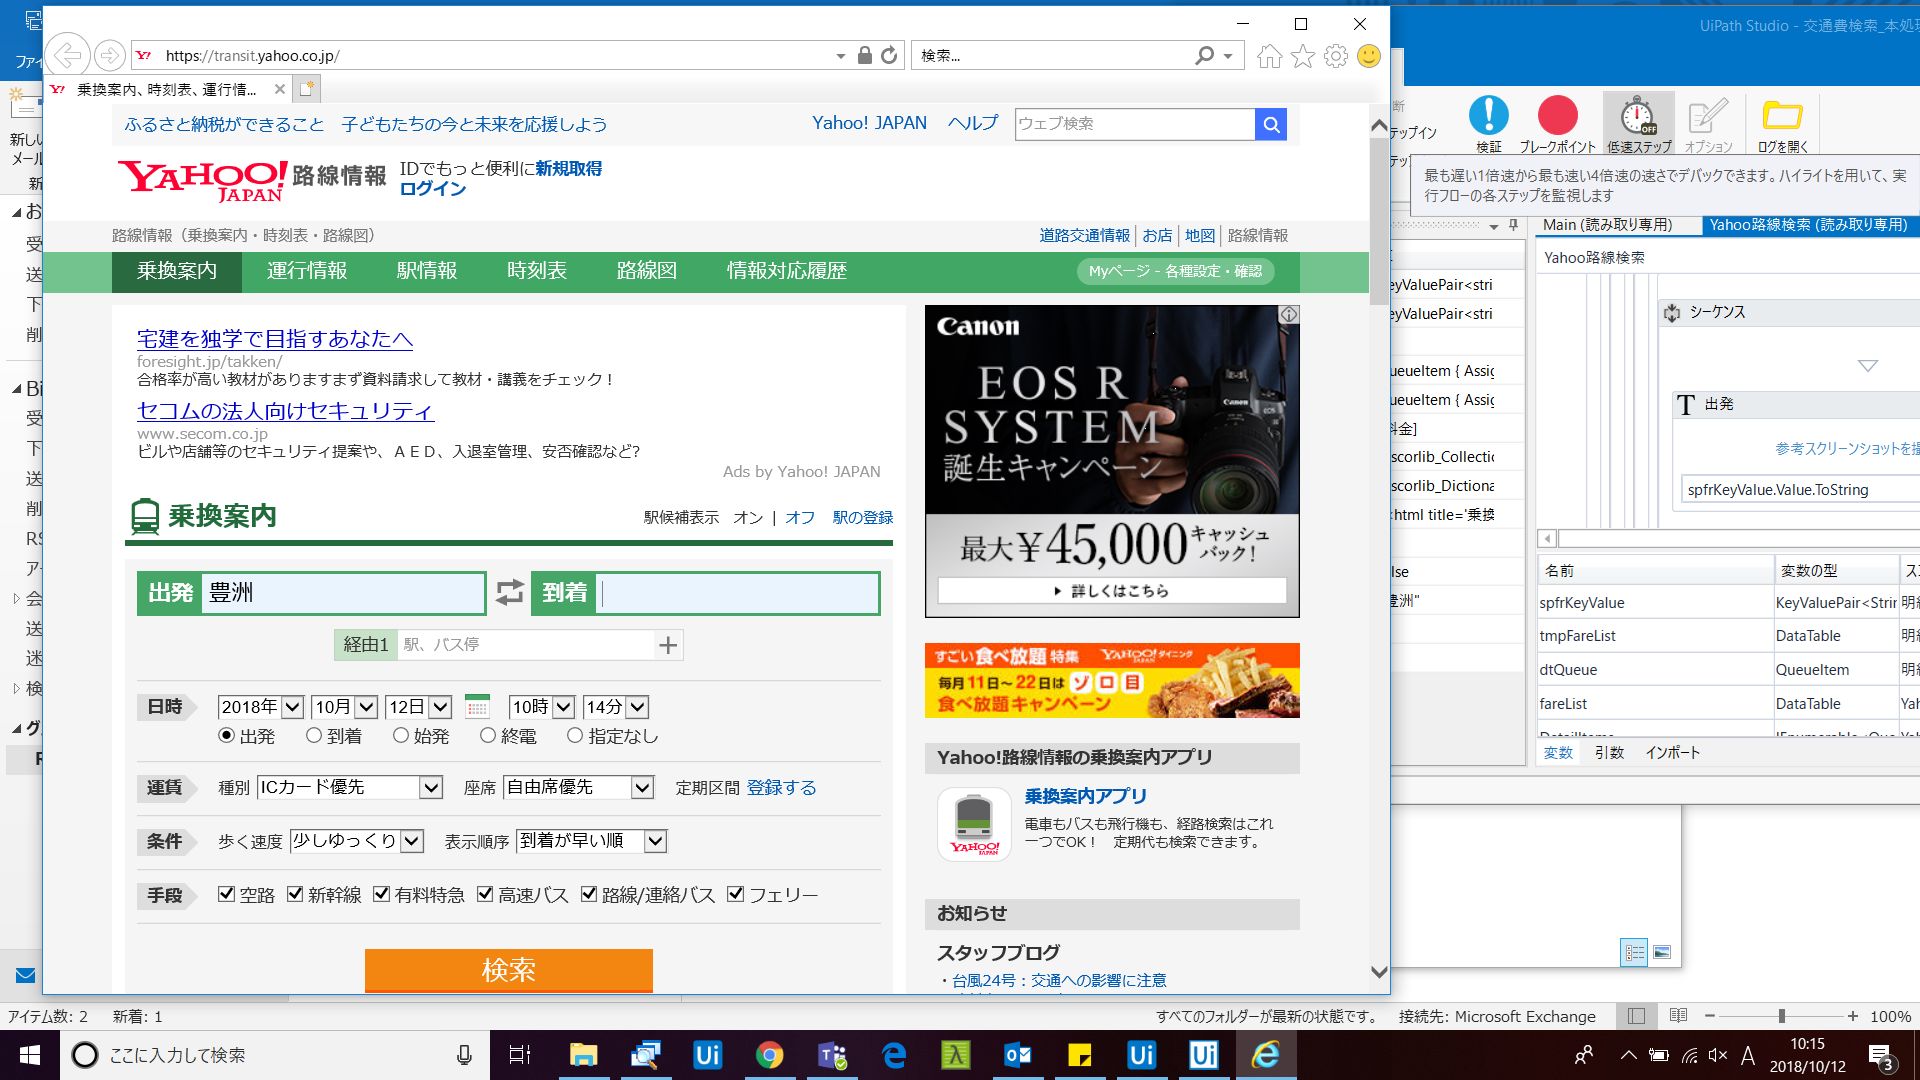 https://transit.yahoo.co.jp/
検索...
乗換案内、時刻表、運行情...
ふるさと納税ができること 子どもたちの今と未来を応援しよう
Yahoo! JAPAN ヘルプ
ウェブ検索
YAHOO! JAPAN 路線情報
IDでもっと便利に新規取得
ログイン
路線情報（乗換案内・時刻表・路線図）
道路交通情報 お店 地図 路線情報
乗換案内 運行情報 駅情報 時刻表 路線図 情報対応履歴
Myページ - 各種設定・確認
宅建を独学で目指すあなたへ
foresight.jp/takken/
合格率が高い教材がありますまず資料請求して教材・講義をチェック！
セコムの法人向けセキュリティ
www.secom.co.jp
ビルや店舗等のセキュリティ提案や、ＡＥＤ、入退室管理、安否確認など?
Ads by Yahoo! JAPAN
乗換案内
駅候補表示 オン | オフ 駅の登録
出発 豊洲
到着
経由1 駅、バス停
日時 2018年 10月 12日 10時 14分
出発 到着 始発 終電 指定なし
運賃 種別 ICカード優先 座席 自由席優先 定期区間 登録する
条件 歩く速度 少しゆっくり 表示順序 到着が早い順
手段 空路 新幹線 有料特急 高速バス 路線/連絡バス フェリー
検索
Canon
EOS R
SYSTEM
誕生キャンペーン
最大￥45,000キャッシュバック!
詳しくはこちら
すごい食べ放題特集 YAHOO!ダイニング
毎月11日～22日はゾロ目
食べ放題キャンペーン
Yahoo!路線情報の乗換案内アプリ
YAHOO! JAPAN
乗換案内アプリ
電車もバスも飛行機も、経路検索はこれ
一つでOK！ 定期代も検索できます。
お知らせ
スタッフブログ
・台風24号：交通への影響に注意
UiPath Studio - 交通費検索_本処理
検証 ブレークポイント 低速ステップ オプション ログを開く
OFF
最も遅い1倍速から最も速い4倍速の速さでデバックできます。ハイライトを用いて、実
行フローの各ステップを監視します
Main (読み取り専用) Yahoo路線検索 (読み取り専用)
Yahoo路線検索
シーケンス
出発
参考スクリーンショットを
spfrKeyValue.Value.ToString
名前 変数の型
spfrKeyValue KeyValuePair<Strin
tmpFareList DataTable
dtQueue QueueItem
fareList DataTable
変数 引数 インポート
eyValuePair<stri
eyValuePair<stri
ueueItem { Assig
ueueItem { Assig
料金]
scorlib_Collectic
scorlib_Dictiona
<html title='乗換
lse
豊洲"
アイテム数: 2 新着: 1
すべてのフォルダーが最新の状態です。 接続先: Microsoft Exchange
100%
ここに入力して検索
A
10:15
2018/10/12
3